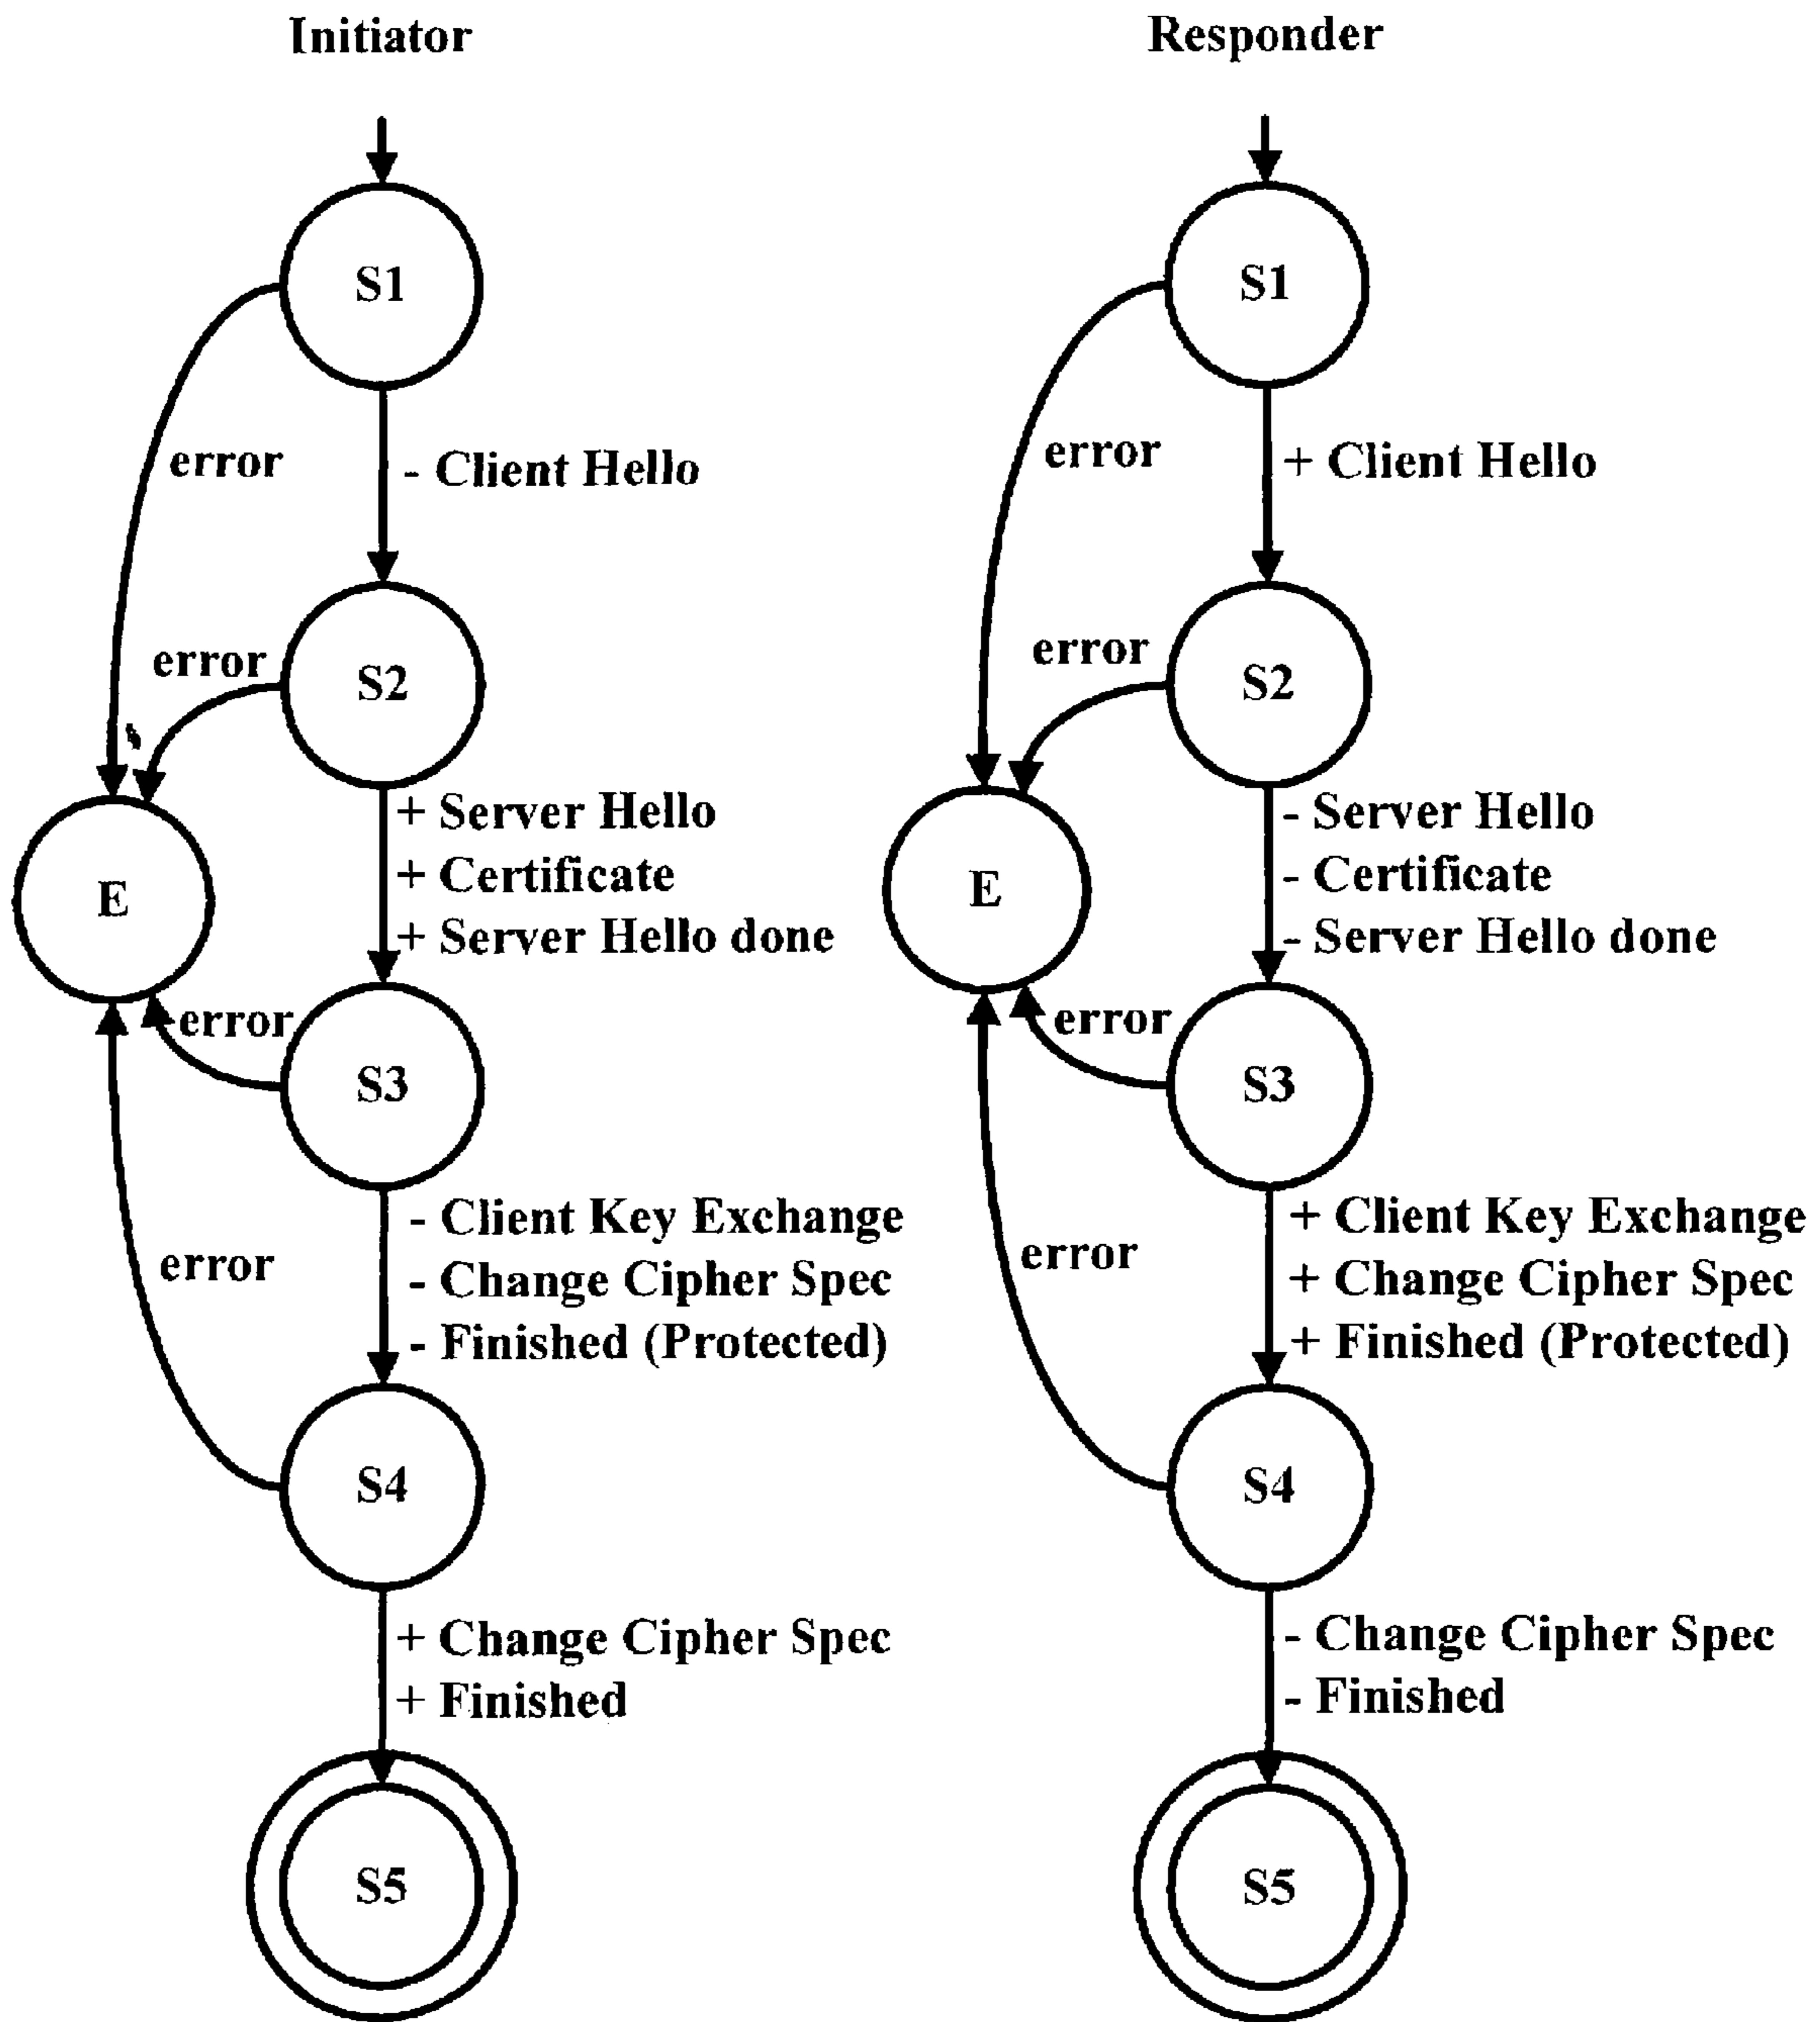 Initiator
S1
error
- Client Hello
error
S2
+ Server Hello
+ Certificate
+ Server Hello done
E
error
S3
- Client Key Exchange
- Change Cipher Spec
- Finished (Protected)
error
S4
+ Change Cipher Spec
+ Finished
S5
Responder
S1
error
+ Client Hello
error
S2
- Server Hello
- Certificate
- Server Hello done
E
error
S3
+ Client Key Exchange
+ Change Cipher Spec
+ Finished (Protected)
error
S4
- Change Cipher Spec
- Finished
S5